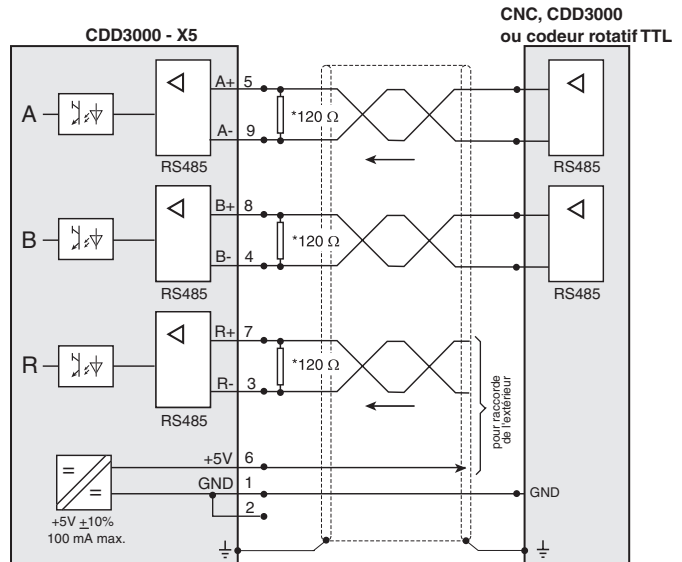 CNC, CDD3000
CDD3000 - X5
ou codeur rotatif TTL
A
A+ 5
*120 Ω
A- 9
RS485
RS485
B
B+ 8
*120 Ω
B- 4
RS485
RS485
R
R+ 7
*120 Ω
R- 3
RS485
pour raccorde
de l'extérieur
+5V 6
GND 1
GND
2
+5V ±10%
100 mA max.